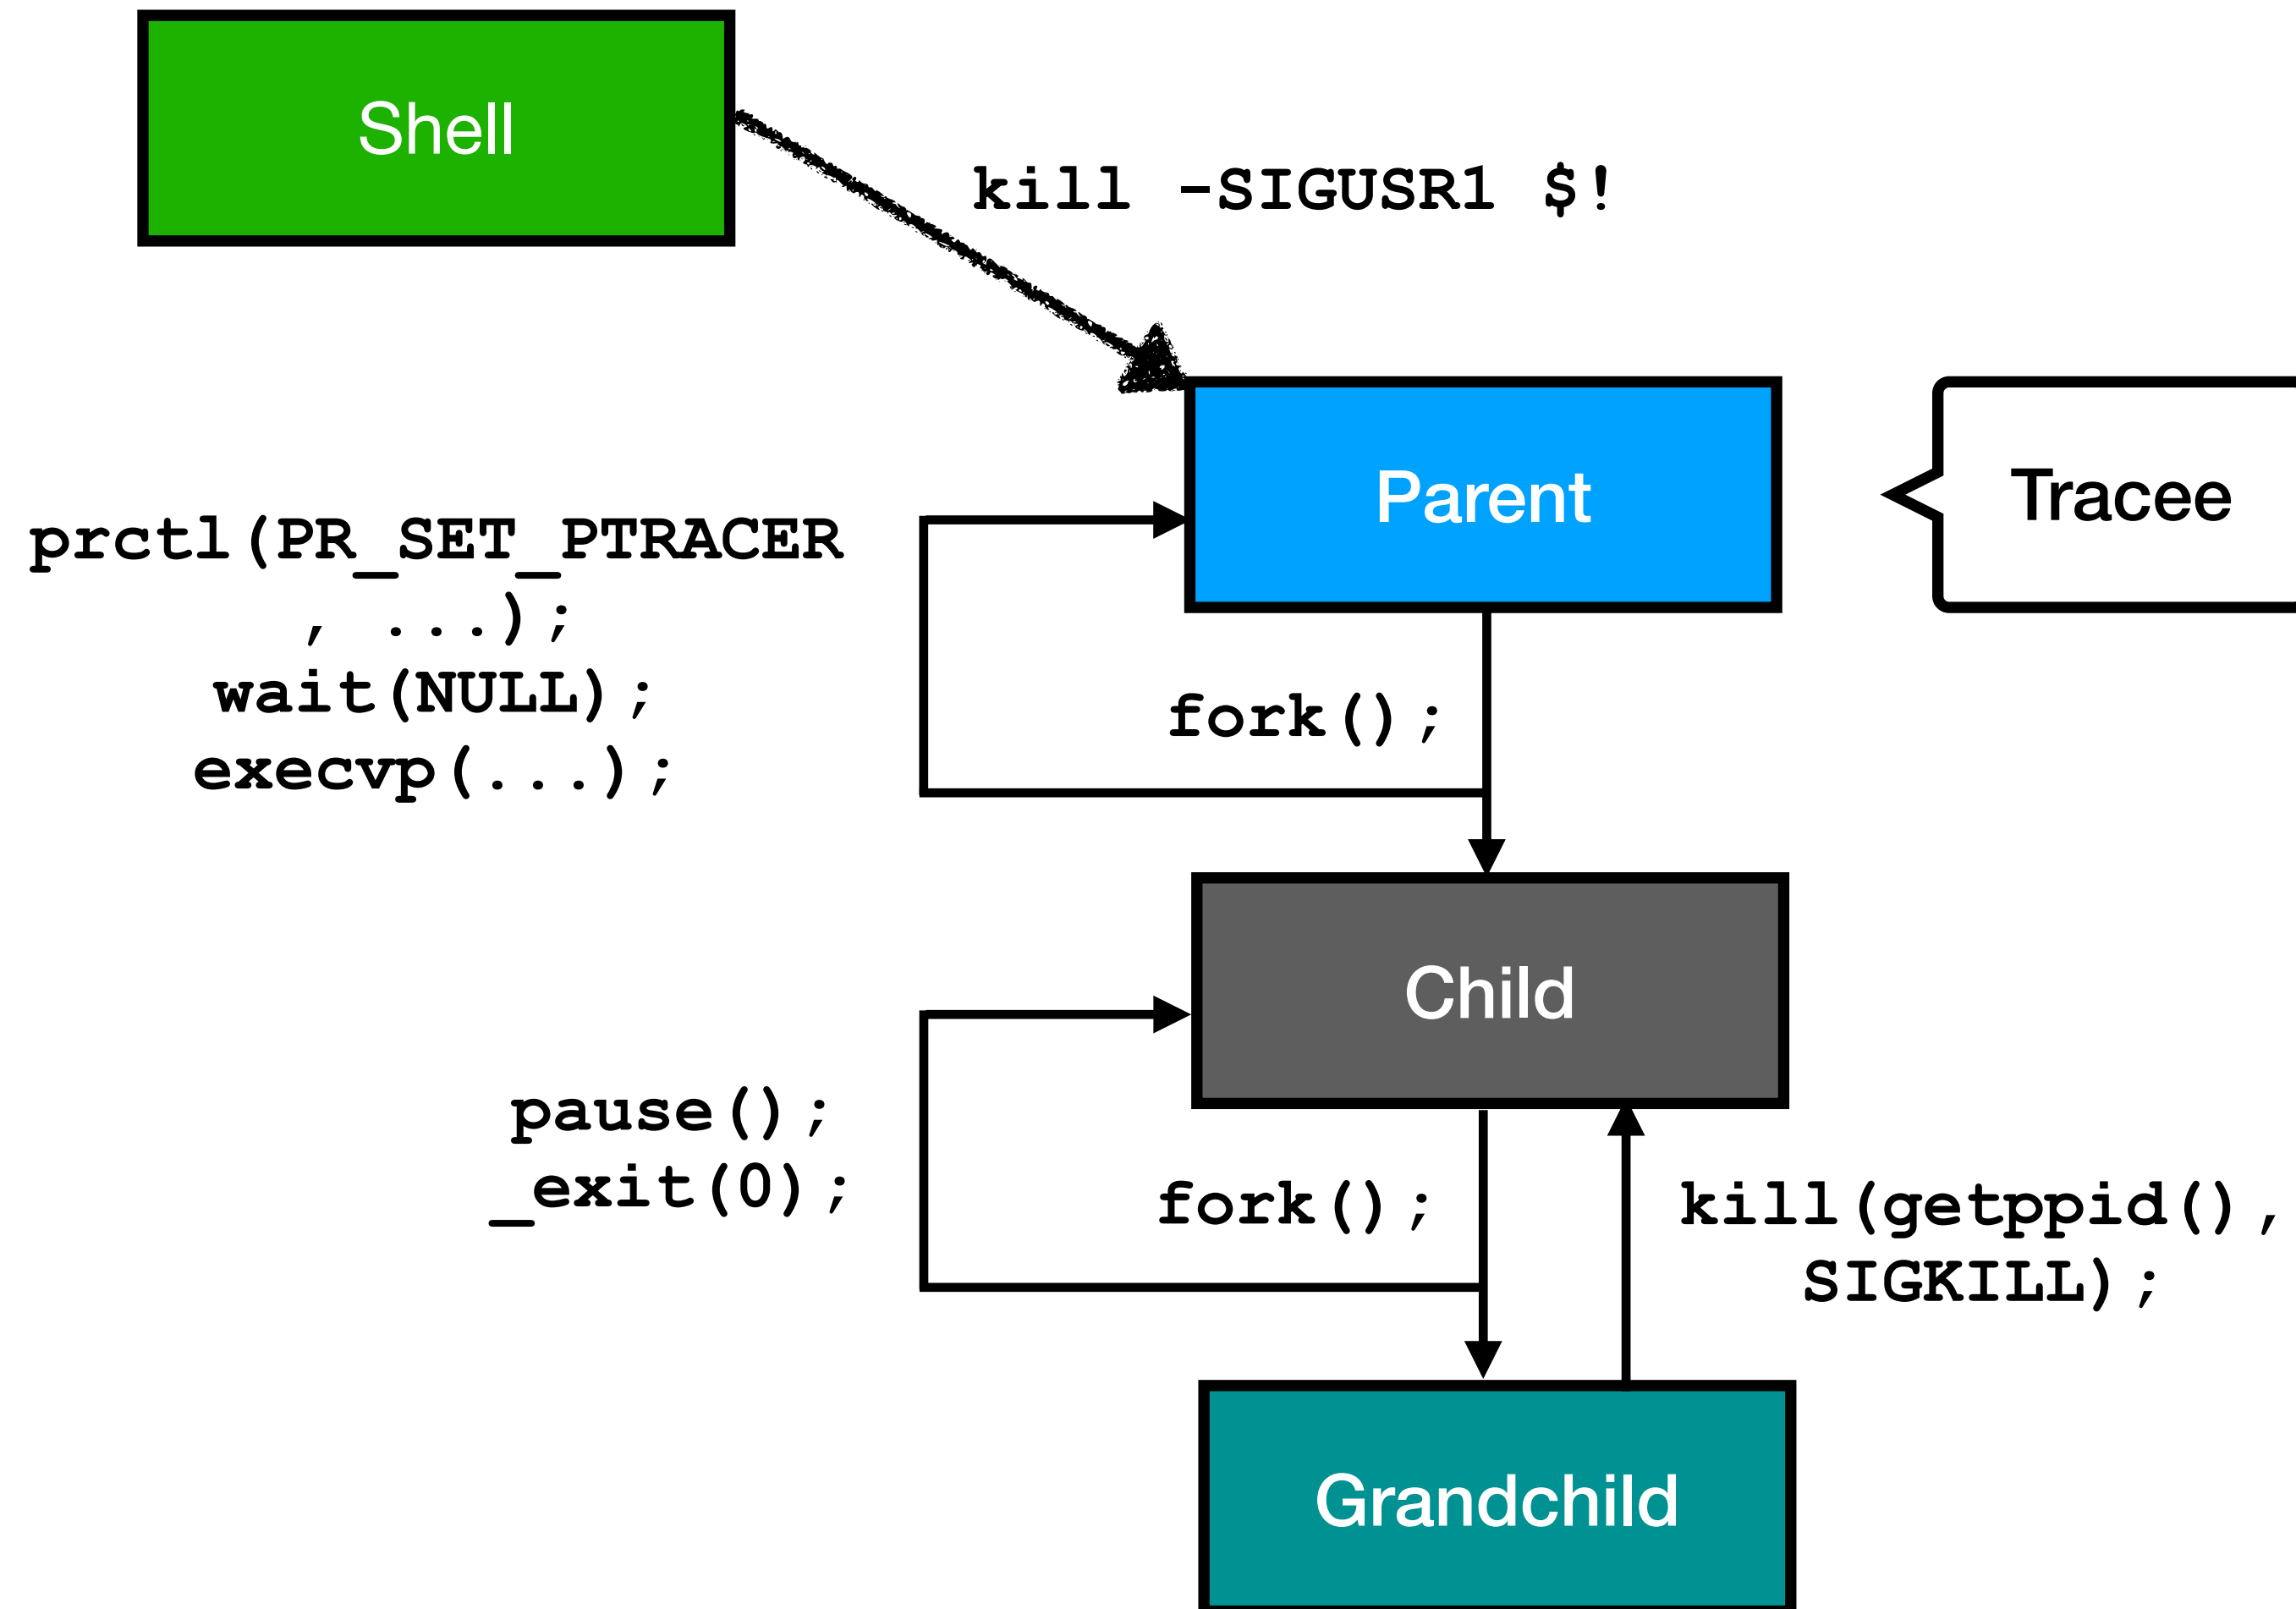 Shell
kill -SIGUSR1 $!
Parent
Tracee
prctl(PR_SET_PTRACER
, ...);
wait(NULL);
execvp(...);
fork();
Child
pause();
_exit(0);
fork();
kill(getppid(),
SIGKILL);
Grandchild